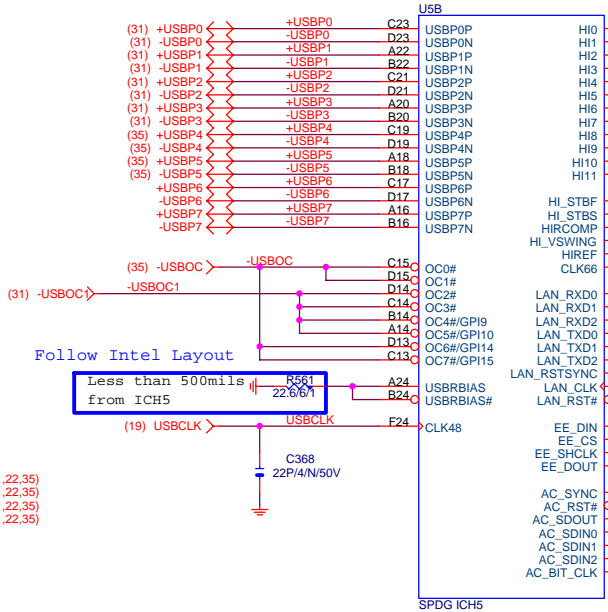 U5B
(31) +USBP0 +USBP0 C23 USBP0P HI0
(31) -USBP0 -USBP0 D23 USBP0N HI1
(31) +USBP1 +USBP1 A22 USBP1P HI2
(31) -USBP1 -USBP1 B22 USBP1N HI3
(31) +USBP2 +USBP2 C21 USBP2P HI4
(31) -USBP2 -USBP2 D21 USBP2N HI5
(31) +USBP3 +USBP3 A20 USBP3P HI6
(31) -USBP3 -USBP3 B20 USBP3N HI7
(35) +USBP4 +USBP4 C19 USBP4P HI8
(35) -USBP4 -USBP4 D19 USBP4N HI9
(35) +USBP5 +USBP5 A18 USBP5P HI10
(35) -USBP5 -USBP5 B18 USBP5N HI11
+USBP6 +USBP6 C17 USBP6P
-USBP6 -USBP6 D17 USBP6N HI_STBF
+USBP7 +USBP7 A16 USBP7P HI_STBS
-USBP7 -USBP7 B16 USBP7N HIRCOMP
HI_VSWING
HIREF
(35) -USBOC -USBOC C15 OC0# CLK66
D15 OC1#
(31) -USBOC1 -USBOC1 D14 OC2# LAN_RXD0
C14 OC3# LAN_RXD1
B14 OC4#/GPI9 LAN_RXD2
A14 OC5#/GPI10 LAN_TXD0
D13 OC6#/GPI14 LAN_TXD1
C13 OC7#/GPI15 LAN_TXD2
Follow Intel Layout
LAN_RSTSYNC
Less than 500mils R561 A24 USBRBIAS LAN_CLK
from ICH5 22.6/6/1 B24 USBRBIAS# LAN_RST#
(19) USBCLK USBCLK F24 CLK48 EE_DIN
EE_CS
EE_SHCLK
C368 EE_DOUT
22P/4/N/50V
,22,35) AC_SYNC
,22,35) AC_RST#
,22,35) AC_SDOUT
,22,35) AC_SDIN0
AC_SDIN1
AC_SDIN2
AC_BIT_CLK
SPDG ICH5